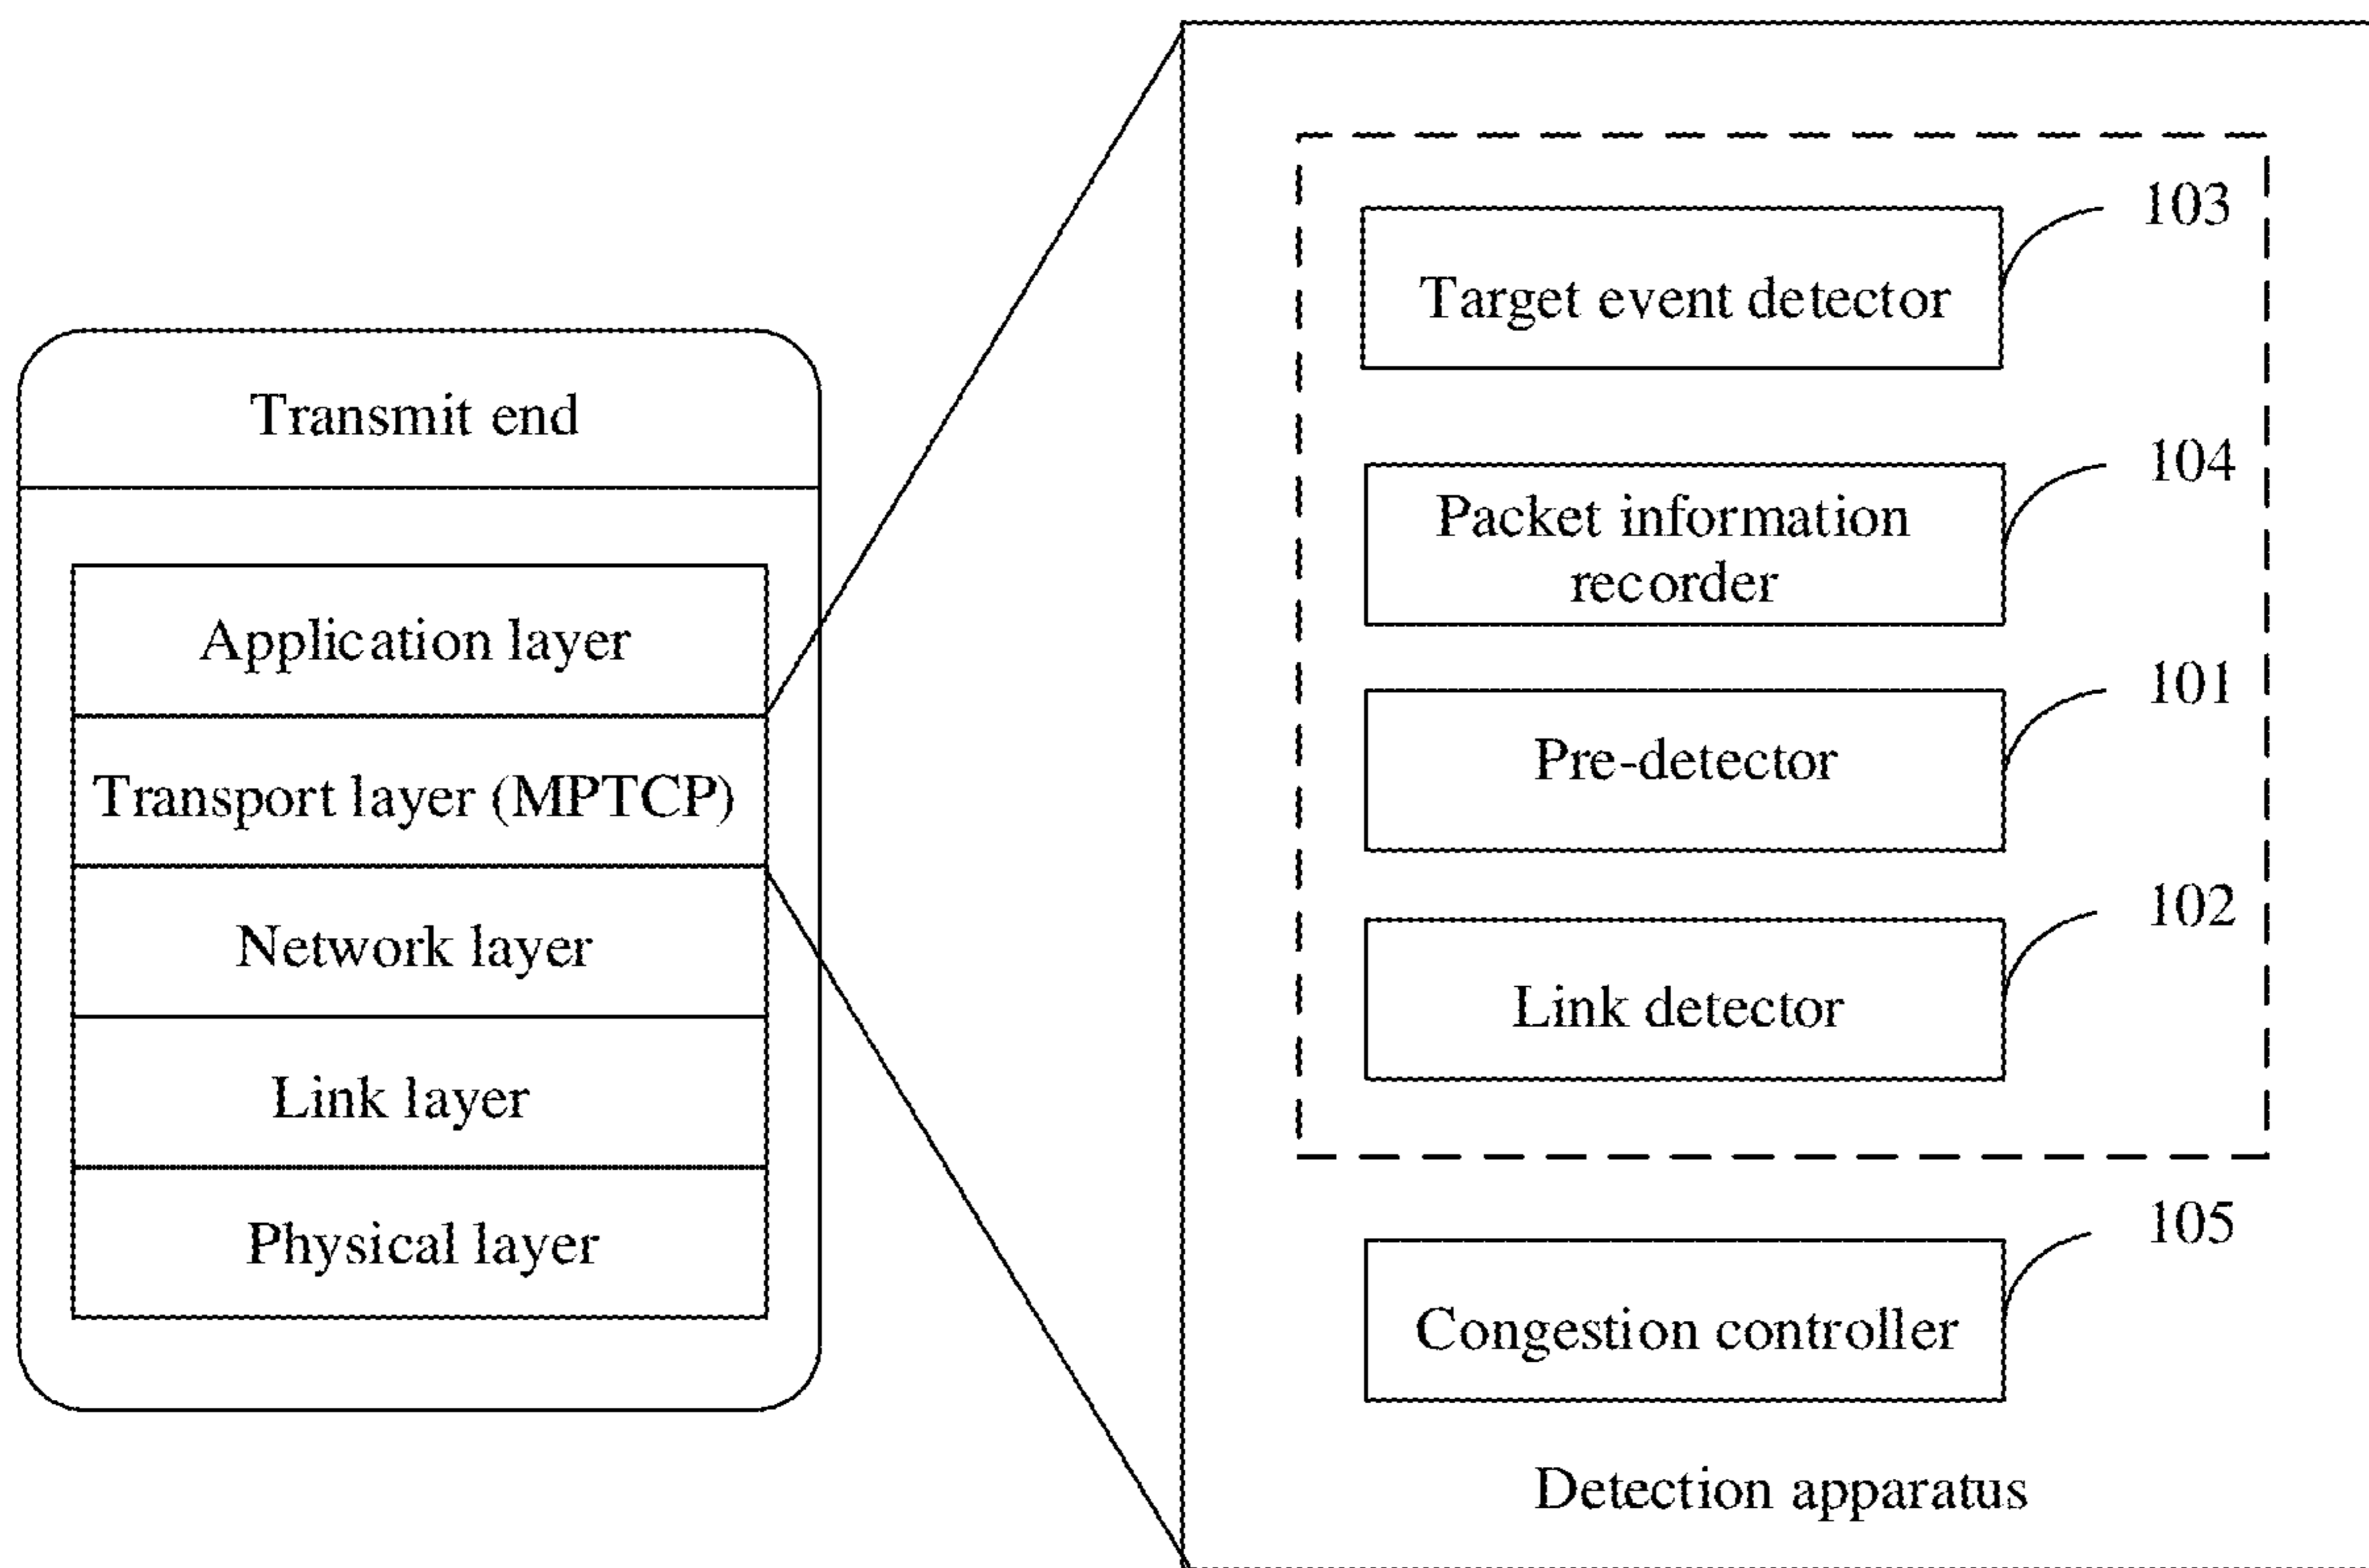 Transmit end
Application layer
Transport layer (MPTCP)
Network layer
Link layer
Physical layer
103
Target event detector
104
Packet information
recorder
101
Pre-detector
102
Link detector
105
Congestion controller
Detection apparatus